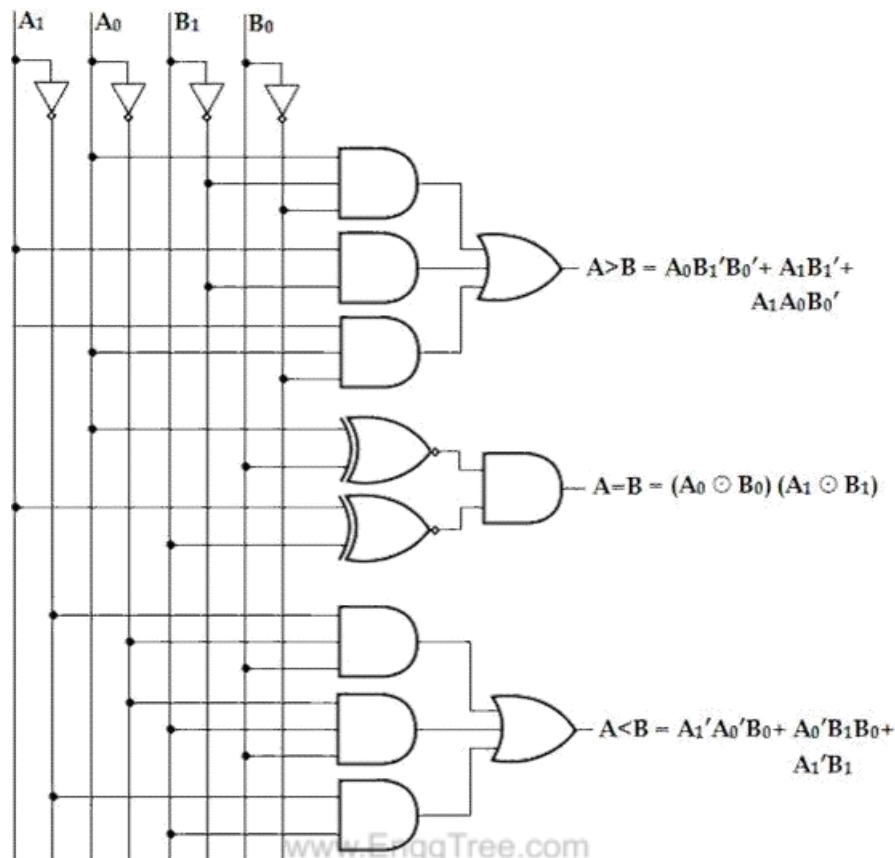 A₁ A₀ B₁ B₀
A>B = A₀B₁′B₀′+ A₁B₁′+
A₁A₀B₀′
A=B = (A₀ ⊙ B₀) (A₁ ⊙ B₁)
A<B = A₁′A₀′B₀+ A₀′B₁B₀+
A₁′B₁
www.EnggTree.com